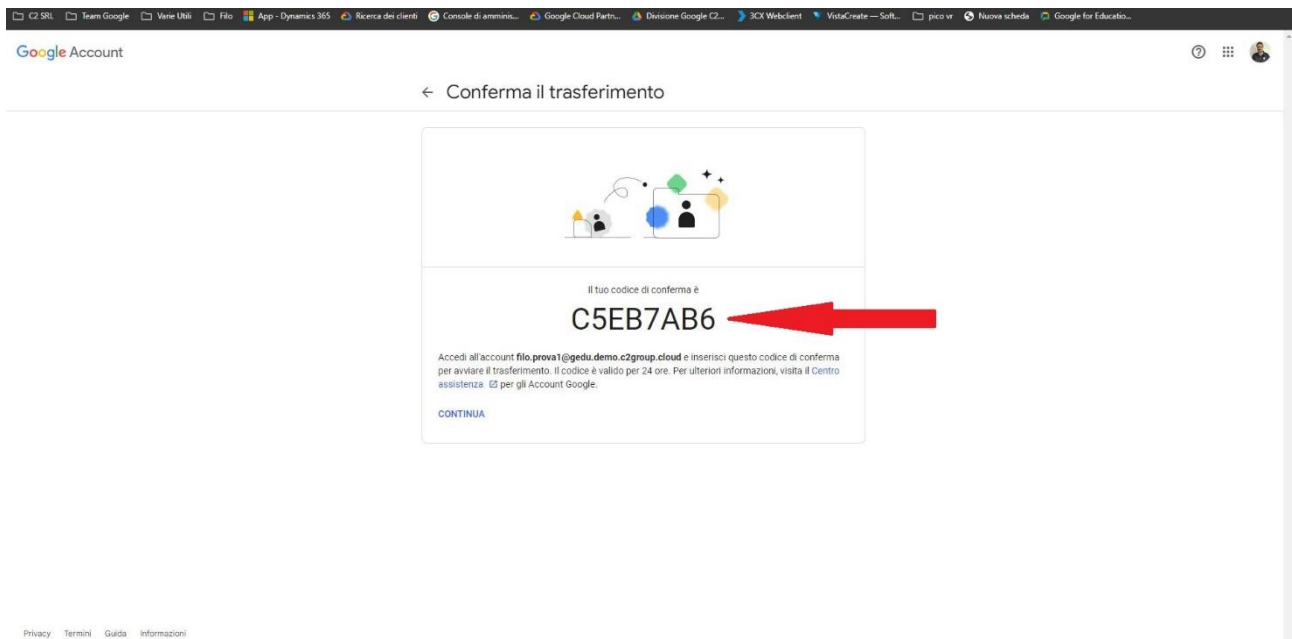 C2 SRL Team Google Varie Utili Filo App - Dynamics 365 Ricerca dei clienti Console di amminis... Google Cloud Partn... Divisione Google C2... 3CX Webclient VistaCreate — Soft... pico vr Nuova scheda Google for Educatio...
Google Account
Conferma il trasferimento
Il tuo codice di conferma è
C5EB7AB6
Accedi all'account filo.prova1@gedu.demo.c2group.cloud e inserisci questo codice di conferma
per avviare il trasferimento. Il codice è valido per 24 ore. Per ulteriori informazioni, visita il Centro
assistenza per gli Account Google.
CONTINUA
Privacy Termini Guida Informazioni